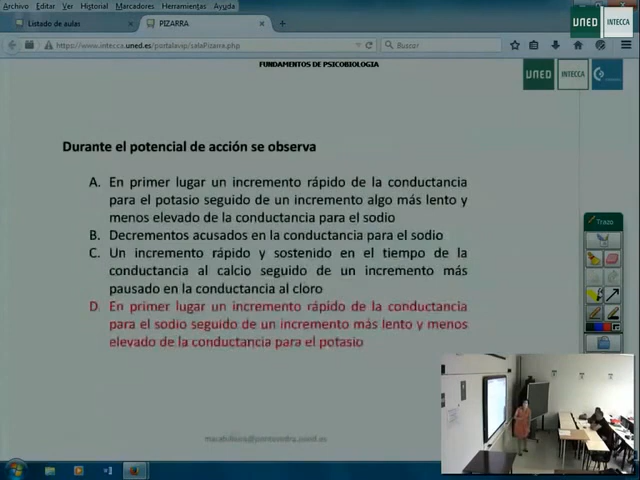 Archivo Editar Ver Historial Marcadores Herramientas Ayuda
Listado de aulas
PIZARRA
https://www.intecca.uned.es/portalavip/salaPizarra.php
Buscar
UNED
INTECCA
FUNDAMENTOS DE PSICOBIOLOGIA
UNED
INTECCA
Durante el potencial de acción se observa
A. En primer lugar un incremento rápido de la conductancia
para el potasio seguido de un incremento algo más lento y
menos elevado de la conductancia para el sodio
B. Decrementos acusados en la conductancia para el sodio
C. Un incremento rápido y sostenido en el tiempo de la
conductancia al calcio seguido de un incremento más
pausado en la conductancia al cloro
D. En primer lugar un incremento rápido de la conductancia
para el sodio seguido de un incremento más lento y menos
elevado de la conductancia para el potasio
Trazo